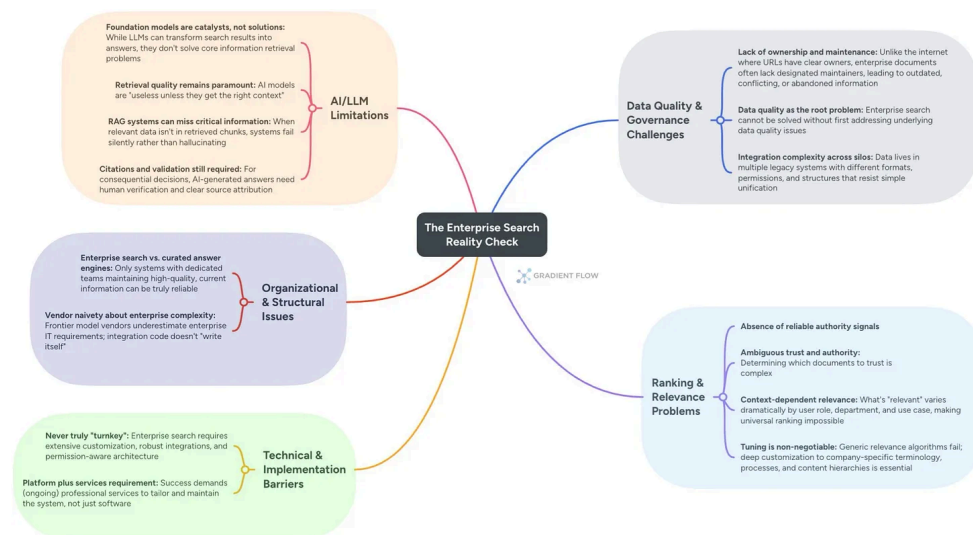 Foundation models are catalysts, not solutions:
While LLMs can transform search results into
answers, they don't solve core information retrieval
problems
Retrieval quality remains paramount: AI models
are "useless unless they get the right context"
RAG systems can miss critical information: When
relevant data isn't in retrieved chunks, systems fail
silently rather than hallucinating
Citations and validation still required: For
consequential decisions, AI-generated answers need
human verification and clear source attribution
AI/LLM
Limitations
Data Quality &
Governance
Challenges
Lack of ownership and maintenance: Unlike the internet
where URLs have clear owners, enterprise documents
often lack designated maintainers, leading to outdated,
conflicting, or abandoned information
Data quality as the root problem: Enterprise search
cannot be solved without first addressing underlying
data quality issues
Integration complexity across silos: Data lives in
multiple legacy systems with different formats,
permissions, and structures that resist simple
unification
The Enterprise Search
Reality Check
GRADIENT FLOW
Enterprise search vs. curated answer
engines: Only systems with dedicated
teams maintaining high-quality, current
information can be truly reliable
Vendor naivety about enterprise complexity:
Frontier model vendors underestimate enterprise
IT requirements; integration code doesn't "write
itself"
Organizational
& Structural
Issues
Ranking &
Relevance
Problems
Absence of reliable authority signals
Ambiguous trust and authority:
Determining which documents to trust is
complex
Context-dependent relevance: What's "relevant" varies
dramatically by user role, department, and use case, making
universal ranking impossible
Tuning is non-negotiable: Generic relevance algorithms fail;
deep customization to company-specific terminology,
processes, and content hierarchies is essential
Never truly "turnkey": Enterprise search requires
extensive customization, robust integrations, and
permission-aware architecture
Platform plus services requirement: Success demands
(ongoing) professional services to tailor and maintain
the system, not just software
Technical &
Implementation
Barriers